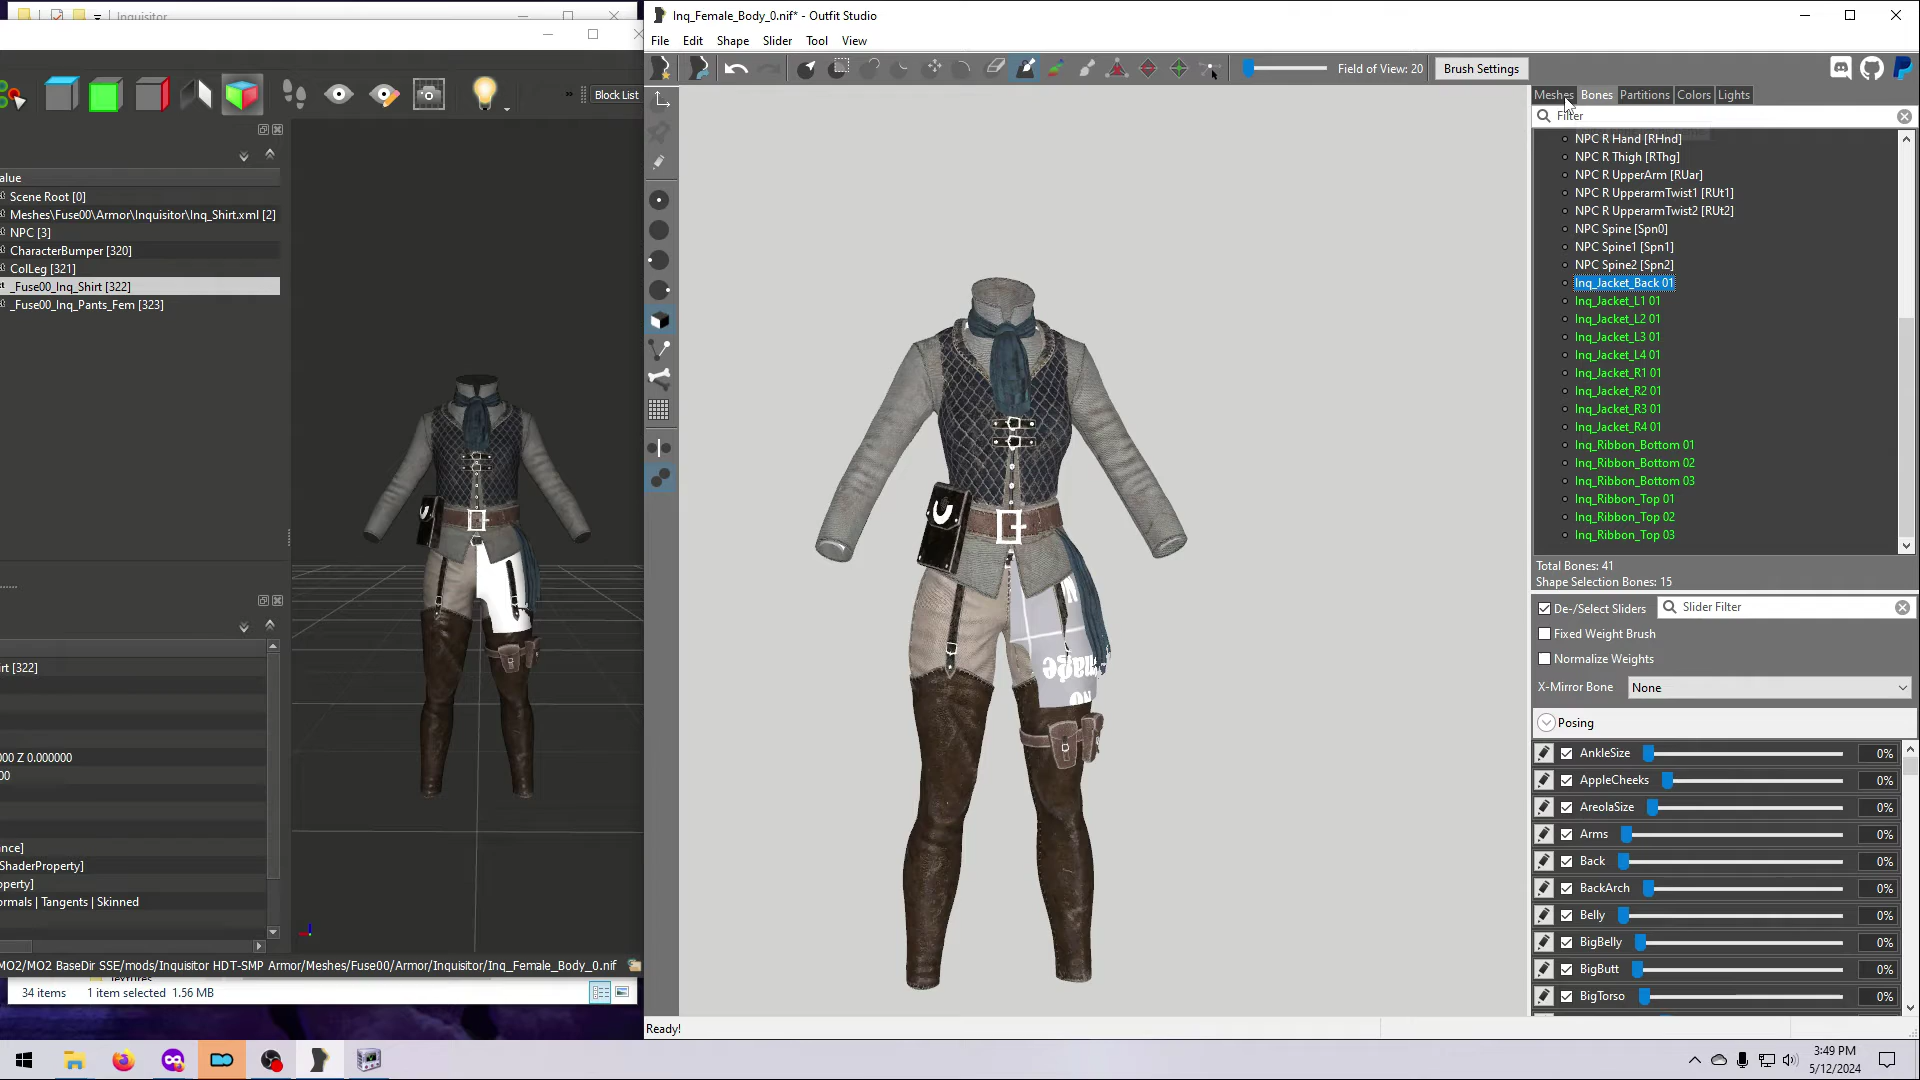 Inquisitor
Block List
alue
Scene Root [0]
Meshes\Fuse00\Armor\Inquisitor\Inq_Shirt.xml [2]
NPC [3]
CharacterBumper [320]
ColLeg [321]
_Fuse00_Inq_Shirt [322]
_Fuse00_Inq_Pants_Fem [323]
rt [322]
000 Z 0.000000
00
nce]
ShaderProperty]
operty]
ormals | Tangents | Skinned
MO2/MO2 BaseDir SSE/mods/Inquisitor HDT-SMP Armor/Meshes/Fuse00/Armor/Inquisitor/Inq_Female_Body_0.nif
34 items 1 item selected 1.56 MB
Inq_Female_Body_0.nif* - Outfit Studio
File Edit Shape Slider Tool View
Field of View: 20
Brush Settings
Meshes Bones Partitions Colors Lights
Filter
NPC R Hand [RHnd]
NPC R Thigh [RThg]
NPC R UpperArm [RUar]
NPC R UpperarmTwist1 [RUt1]
NPC R UpperarmTwist2 [RUt2]
NPC Spine [Spn0]
NPC Spine1 [Spn1]
NPC Spine2 [Spn2]
Inq_Jacket_Back 01
Inq_Jacket_L1 01
Inq_Jacket_L2 01
Inq_Jacket_L3 01
Inq_Jacket_L4 01
Inq_Jacket_R1 01
Inq_Jacket_R2 01
Inq_Jacket_R3 01
Inq_Jacket_R4 01
Inq_Ribbon_Bottom 01
Inq_Ribbon_Bottom 02
Inq_Ribbon_Bottom 03
Inq_Ribbon_Top 01
Inq_Ribbon_Top 02
Inq_Ribbon_Top 03
Total Bones: 41
Shape Selection Bones: 15
De-/Select Sliders
Slider Filter
Fixed Weight Brush
Normalize Weights
X-Mirror Bone None
Posing
AnkleSize 0%
AppleCheeks 0%
AreolaSize 0%
Arms 0%
Back 0%
BackArch 0%
Belly 0%
BigBelly 0%
BigButt 0%
BigTorso 0%
Ready!
3:49 PM
5/12/2024